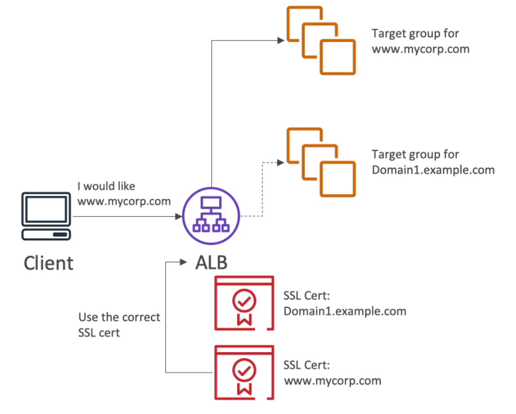 Target group for
www.mycorp.com
Target group for
Domain1.example.com
I would like
www.mycorp.com
Client
ALB
Use the correct
SSL cert
SSL Cert:
Domain1.example.com
SSL Cert:
www.mycorp.com